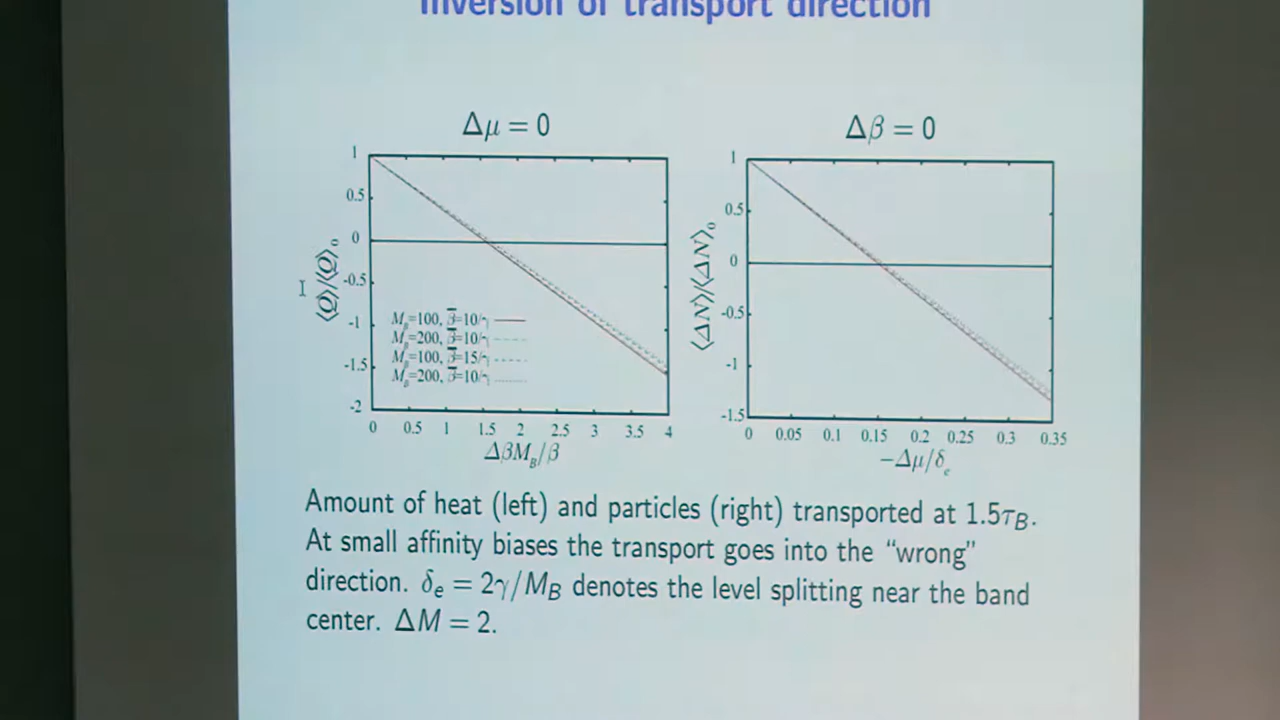 Inversion of transport direction
Δμ = 0
Δβ = 0
1
0.5
0
-0.5
-1
-1.5
-2
⟨Q⟩/⟨Q⟩₀
M_B=100, β̅=10/γ
M_B=200, β̅=10/γ
M_B=100, β̅=15/γ
M_B=200, β̅=10/γ
0 0.5 1 1.5 2 2.5 3 3.5 4
ΔβM_B/β
1
0.5
0
-0.5
-1
-1.5
⟨ΔN⟩/⟨ΔN⟩₀
0 0.05 0.1 0.15 0.2 0.25 0.3 0.35
−Δμ/δ_e
Amount of heat (left) and particles (right) transported at 1.5τ_B.
At small affinity biases the transport goes into the “wrong”
direction. δ_e = 2γ/M_B denotes the level splitting near the band
center. ΔM = 2.